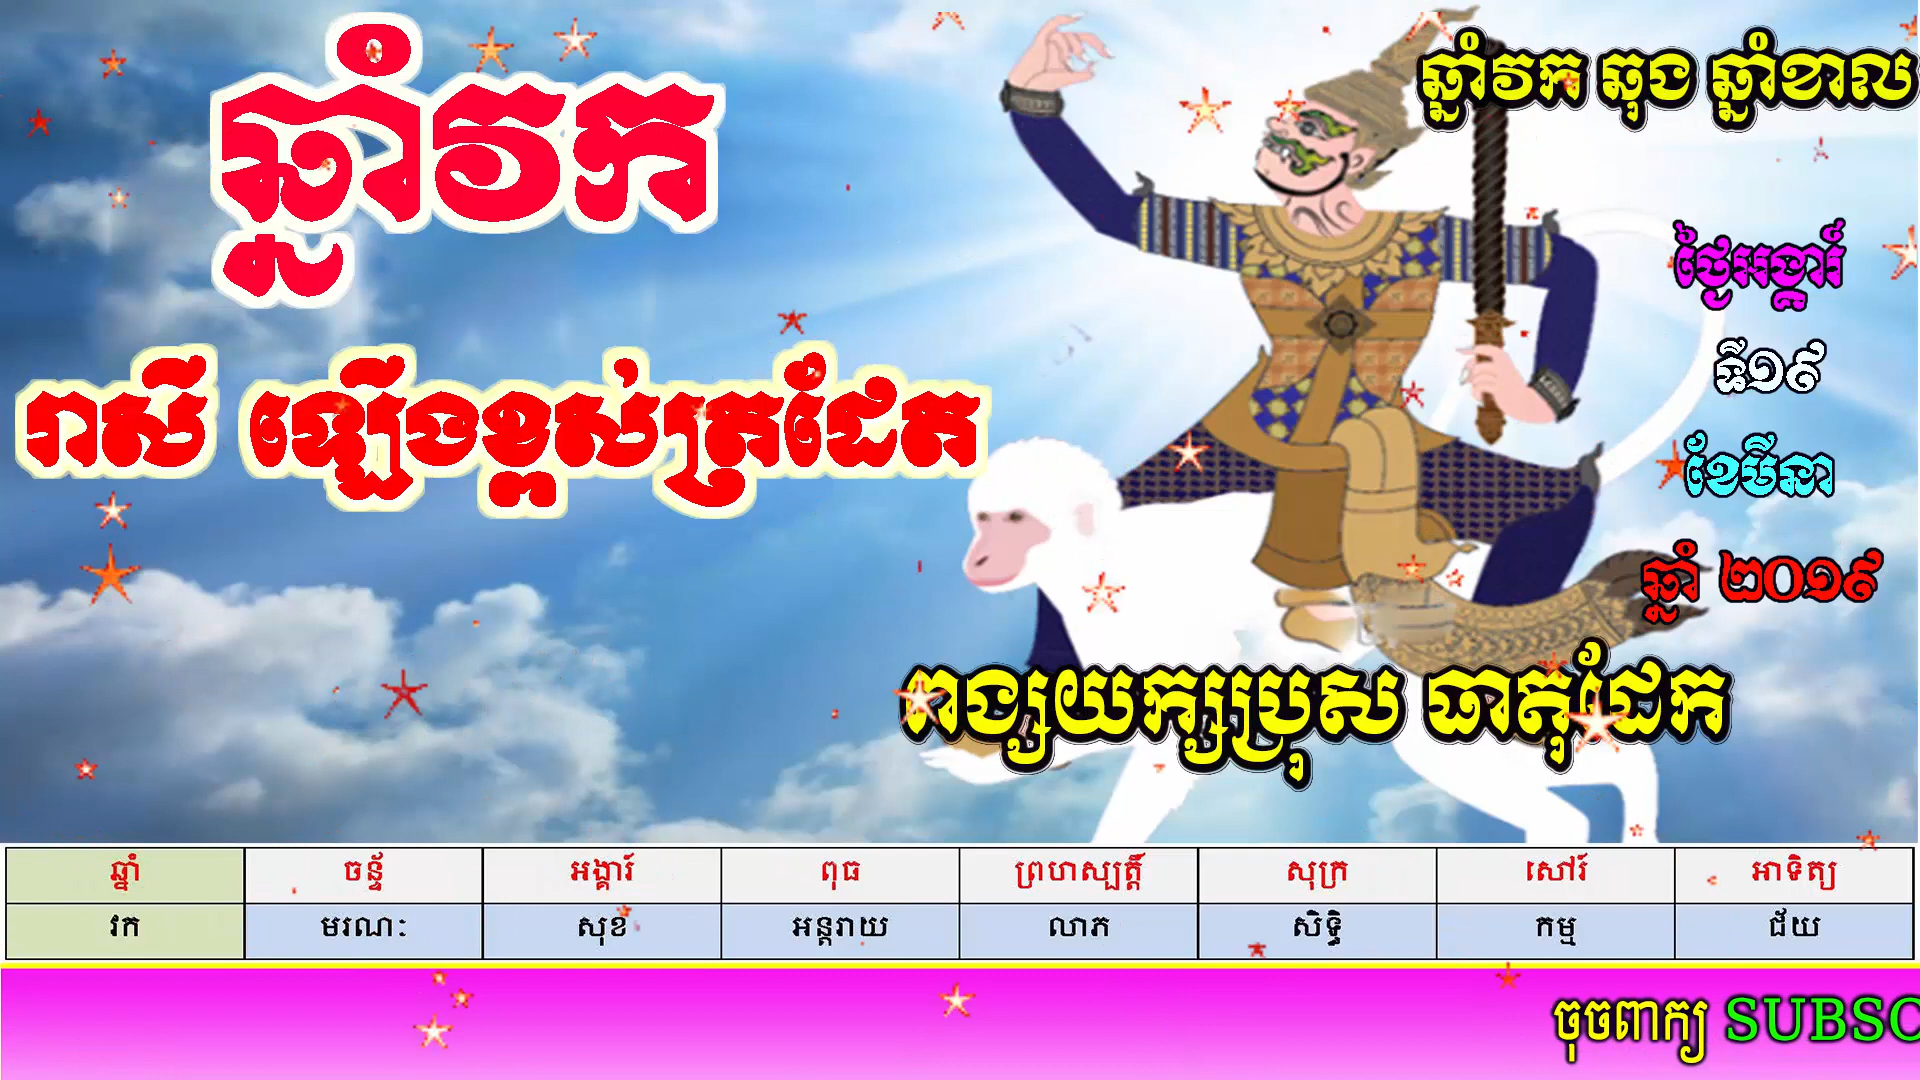 ឆ្នាំវក
រាសី ឡើងខ្ពស់ត្រដែត
ឆ្នាំវក ឆុង ឆ្នាំខាល
ថ្ងៃអង្គារ៍
ទី១៩
ខែមីនា
ឆ្នាំ ២០១៩
ពង្សយក្សប្រុស ធាតុដែក
ឆ្នាំ ចន្ទ័ អង្គារ៍ ពុធ ព្រហស្បត្តិ៍ សុក្រ សៅរ៍ អាទិត្យ
វក មរណៈ សុខ អន្តរាយ លាភ សិទ្ធិ កម្ម ជ័យ
ចុចពាក្យ SUBSC